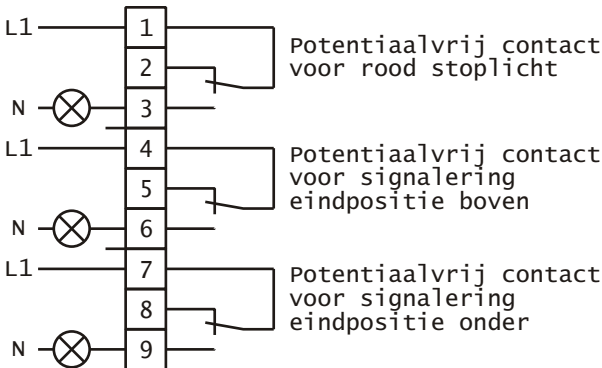 L1 1
Potentiaalvrij contact
voor rood stoplicht
2
N 3
L1 4
Potentiaalvrij contact
voor signalering
eindpositie boven
5
N 6
L1 7
Potentiaalvrij contact
voor signalering
eindpositie onder
8
N 9